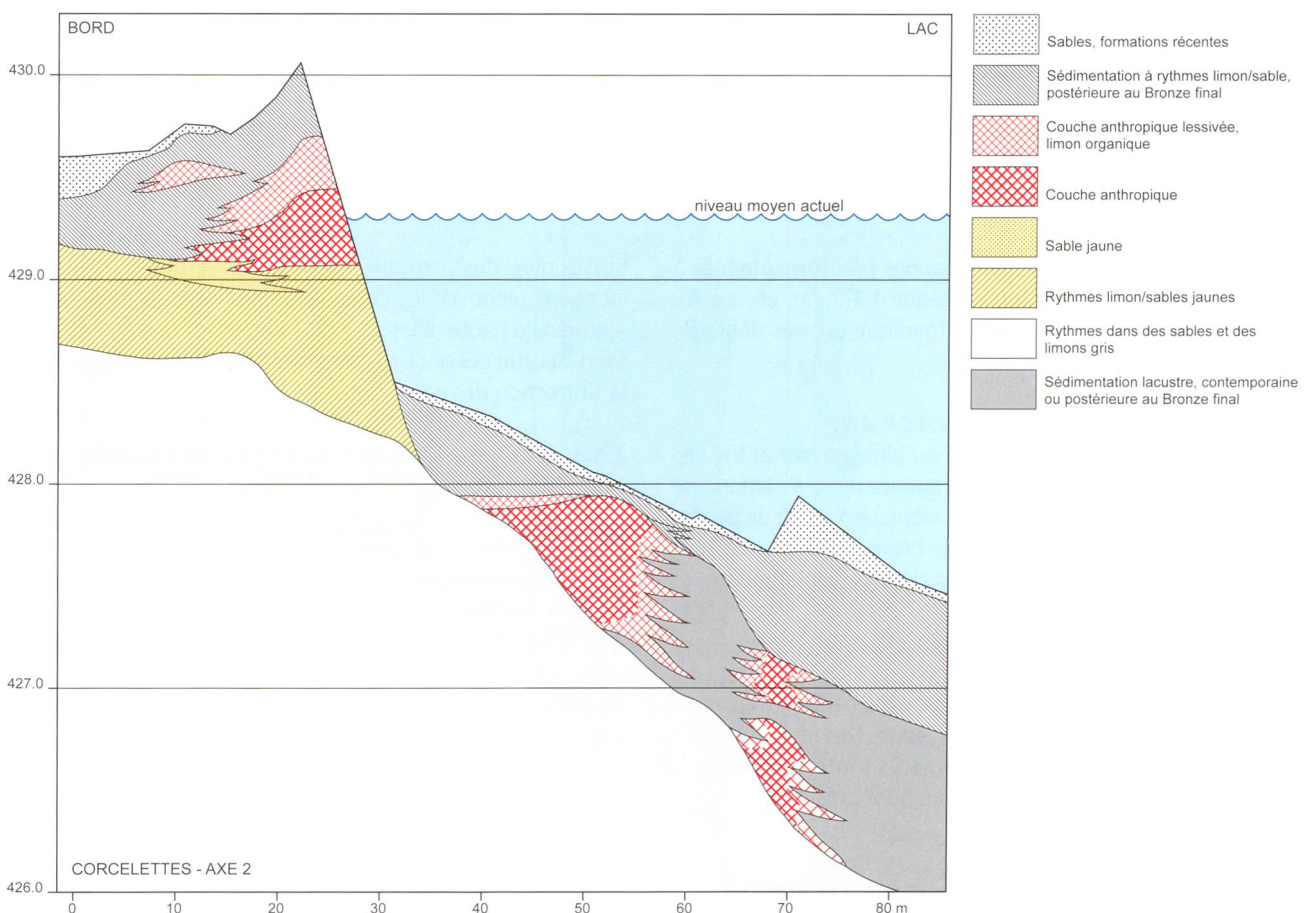 BORD
LAC
430.0
429.0
428.0
427.0
426.0
niveau moyen actuel
CORCELETTES - AXE 2
0 10 20 30 40 50 60 70 80 m
Sables, formations récentes
Sédimentation à rythmes limon/sable,
postérieure au Bronze final
Couche anthropique lessivée,
limon organique
Couche anthropique
Sable jaune
Rythmes limon/sables jaunes
Rythmes dans des sables et des
limons gris
Sédimentation lacustre, contemporaine
ou postérieure au Bronze final